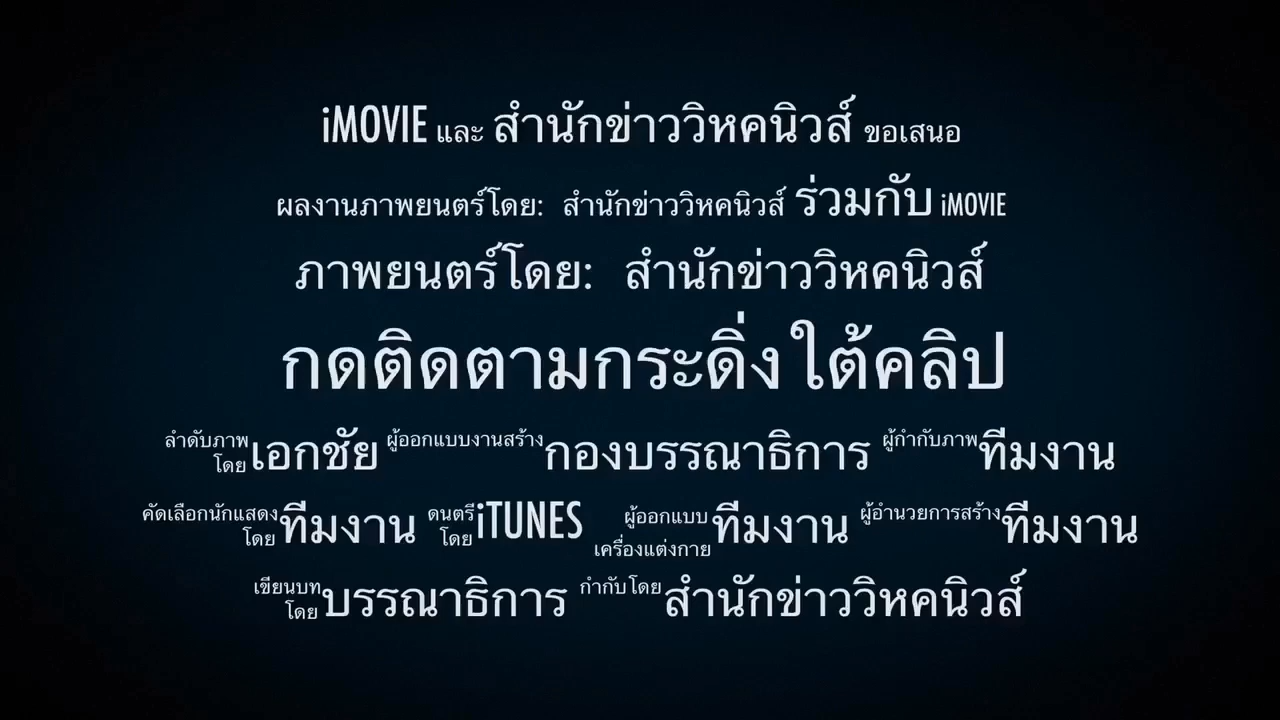 iMOVIE และ สำนักข่าววิหคนิวส์ ขอเสนอ
ผลงานภาพยนตร์โดย: สำนักข่าววิหคนิวส์ ร่วมกับ iMOVIE
ภาพยนตร์โดย: สำนักข่าววิหคนิวส์
กดติดตามกระดิ่ง ใต้คลิป
ลำดับภาพโดย เอกชัย ผู้ออกแบบงานสร้าง กองบรรณาธิการ ผู้กำกับภาพ ทีมงาน
คัดเลือกนักแสดงโดย ทีมงาน ดนตรีโดย iTUNES ผู้ออกแบบเครื่องแต่งกาย ทีมงาน ผู้อำนวยการสร้าง ทีมงาน
เขียนบทโดย บรรณาธิการ กำกับโดย สำนักข่าววิหคนิวส์